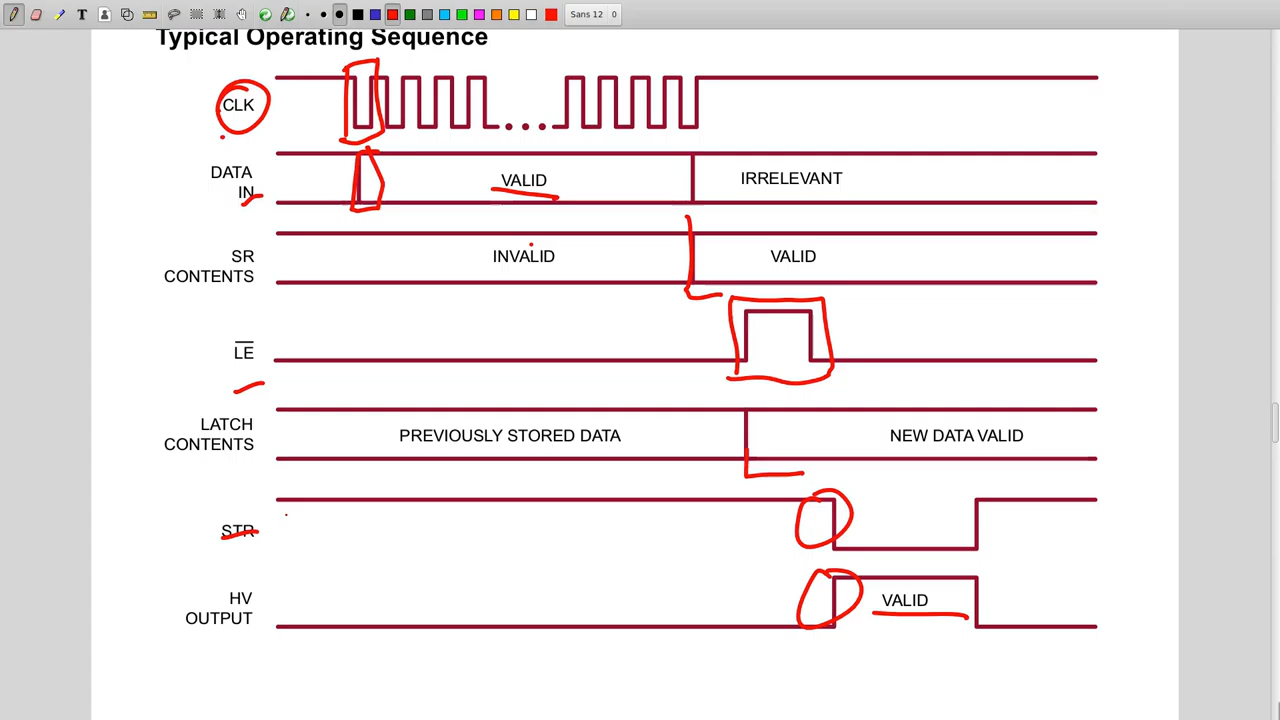 Sans 12 0
Typical Operating Sequence
CLK
DATA
IN
VALID
IRRELEVANT
SR
CONTENTS
INVALID
VALID
LE
LATCH
CONTENTS
PREVIOUSLY STORED DATA
NEW DATA VALID
STR
HV
OUTPUT
VALID